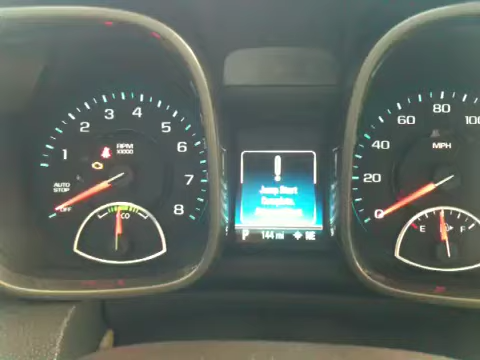 1 2 3 4 5 6 7 8
RPM
X1000
AUTO
STOP
OFF
ECO
Jump Start
P 144 mi NE
0 20 40 60 80 100
MPH
E F